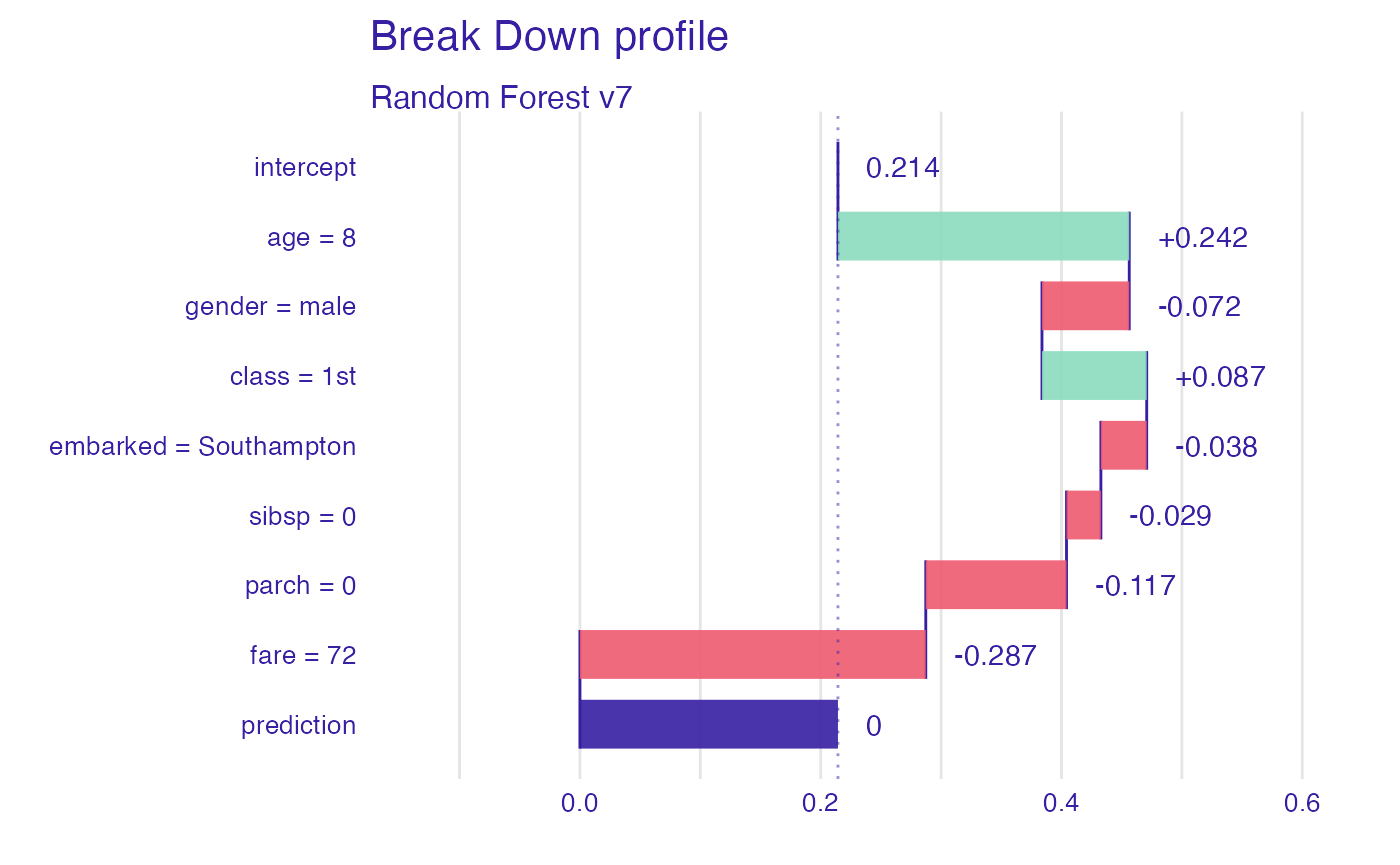 Break Down profile
Random Forest v7
intercept 0.214
age = 8 +0.242
gender = male -0.072
class = 1st +0.087
embarked = Southampton -0.038
sibsp = 0 -0.029
parch = 0 -0.117
fare = 72 -0.287
prediction 0
0.0 0.2 0.4 0.6